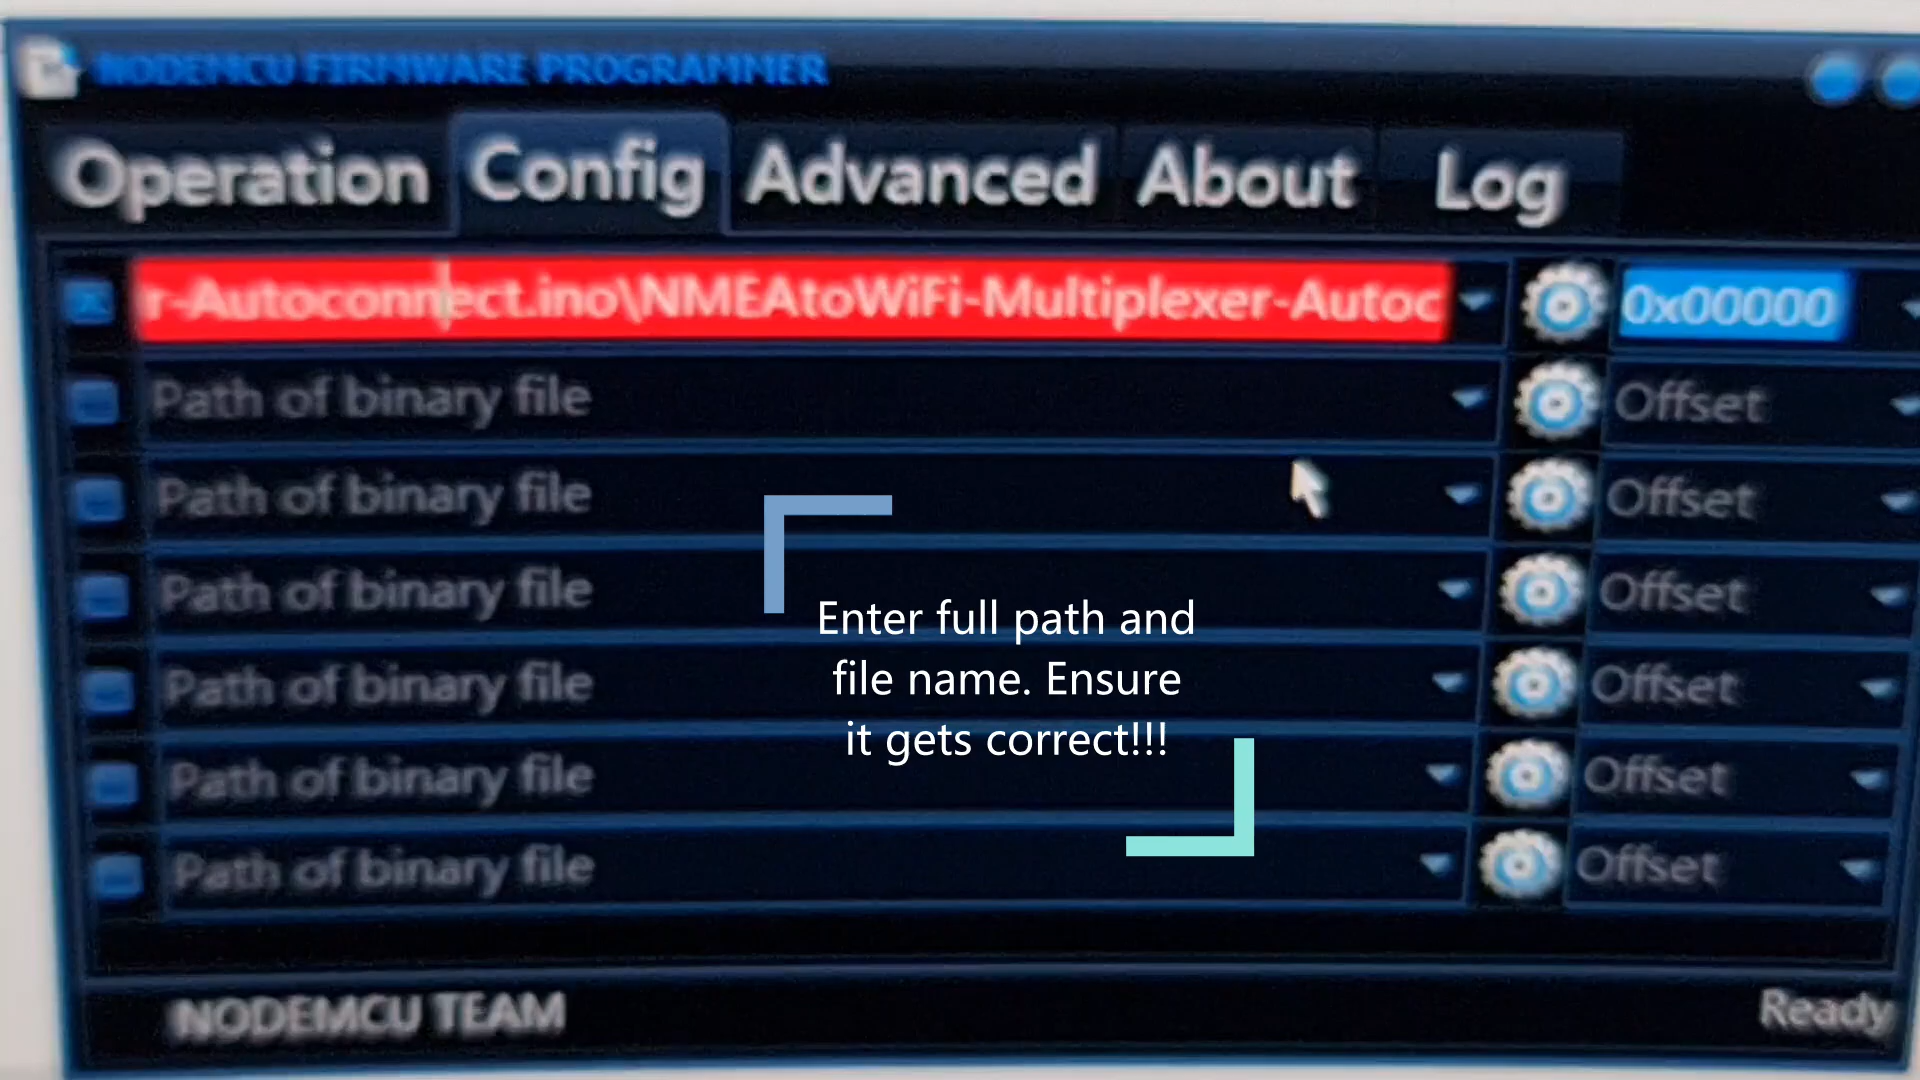 NODEMCU FIRMWARE PROGRAMMER
Operation Config Advanced About Log
r-Autoconnect.ino\NMEAtoWiFi-Multiplexer-Autoc 0x00000
Path of binary file Offset
Path of binary file Offset
Path of binary file Offset
Path of binary file Offset
Path of binary file Offset
Path of binary file Offset
Enter full path and
file name. Ensure
it gets correct!!!
NODEMCU TEAM Ready